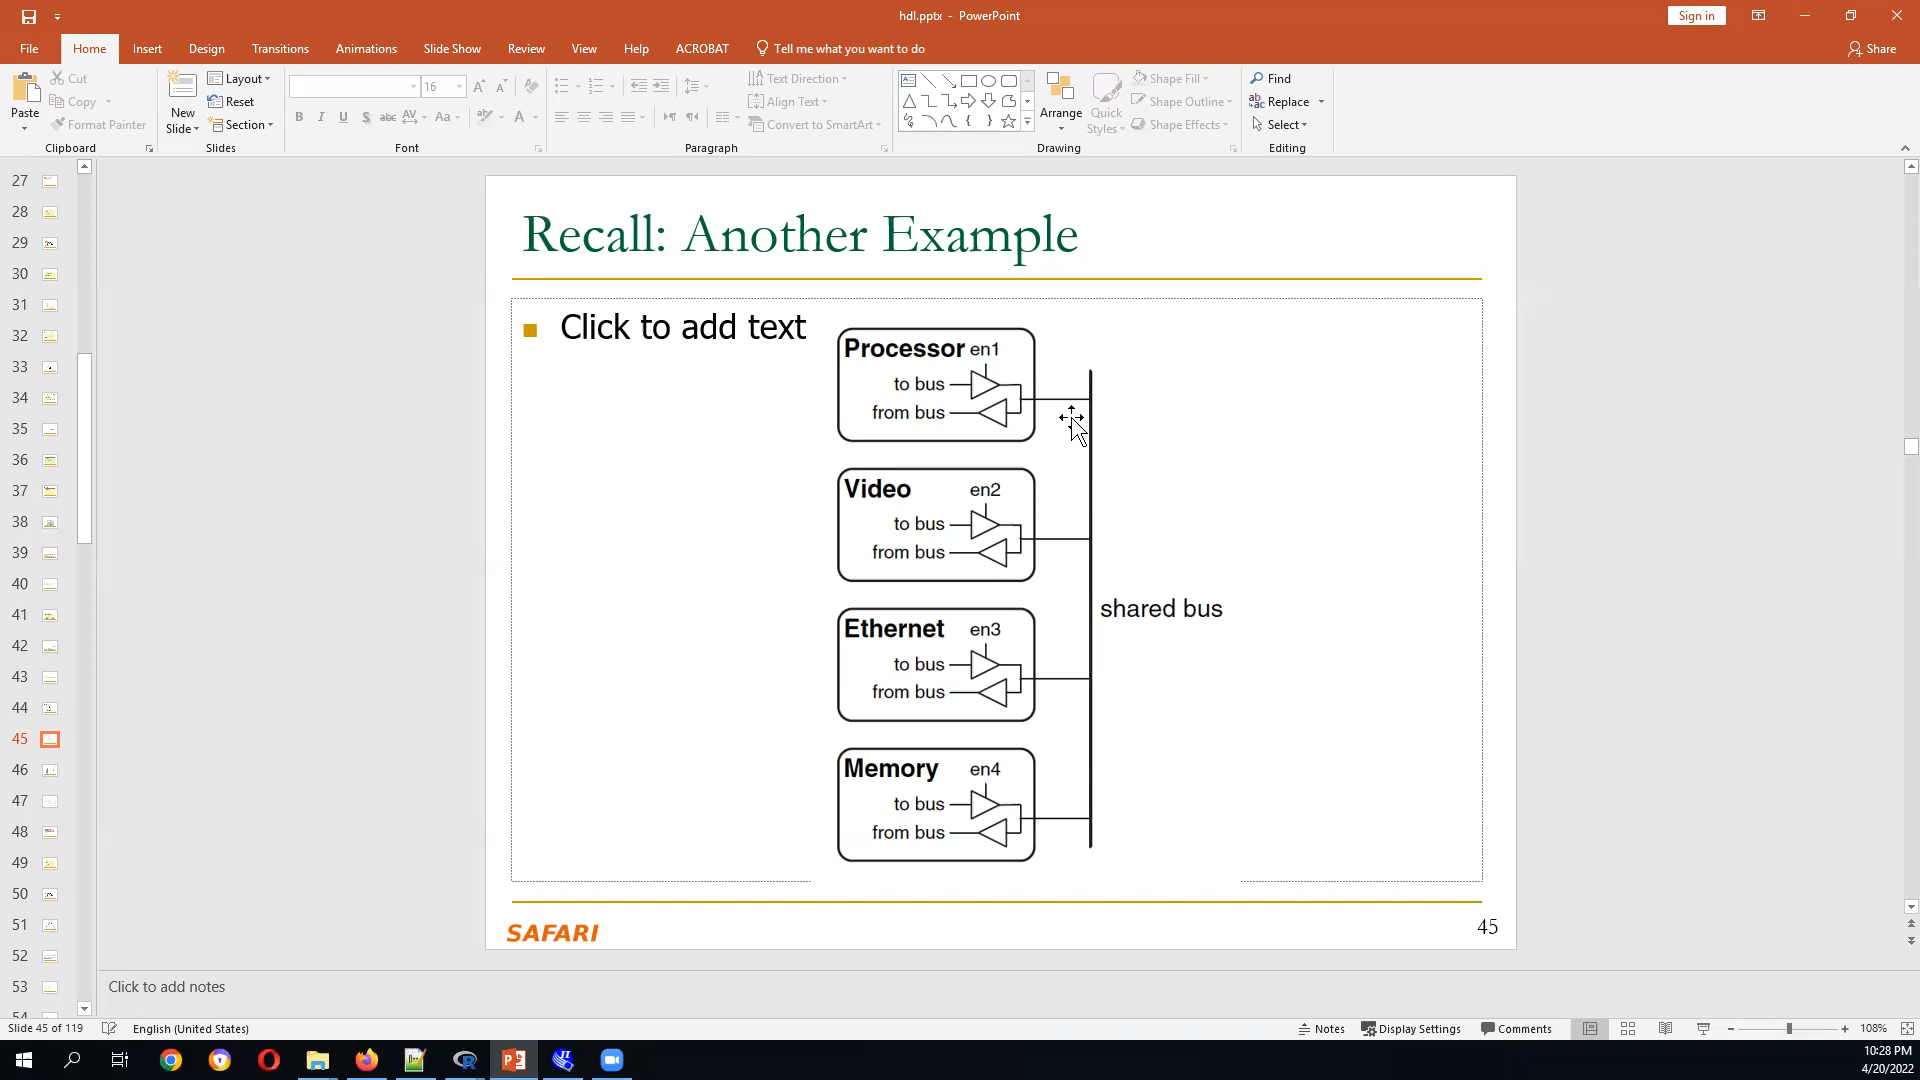 hdl.pptx - PowerPoint
Sign in
File Home Insert Design Transitions Animations Slide Show Review View Help ACROBAT Tell me what you want to do Share
Paste Cut Copy Format Painter
Clipboard
New Slide Layout Reset Section
Slides
16
B I U S abc AV Aa A
Font
Text Direction Align Text Convert to SmartArt
Paragraph
Arrange Quick Styles Shape Fill Shape Outline Shape Effects
Drawing
Find Replace Select
Editing
27
28
29
30
31
32
33
34
35
36
37
38
39
40
41
42
43
44
45
46
47
48
49
50
51
52
53
54
Recall: Another Example
Click to add text
Processor en1
to bus
from bus
Video en2
to bus
from bus
Ethernet en3
to bus
from bus
Memory en4
to bus
from bus
shared bus
SAFARI
45
Click to add notes
Slide 45 of 119 English (United States) Notes Display Settings Comments 108%
10:28 PM
4/20/2022